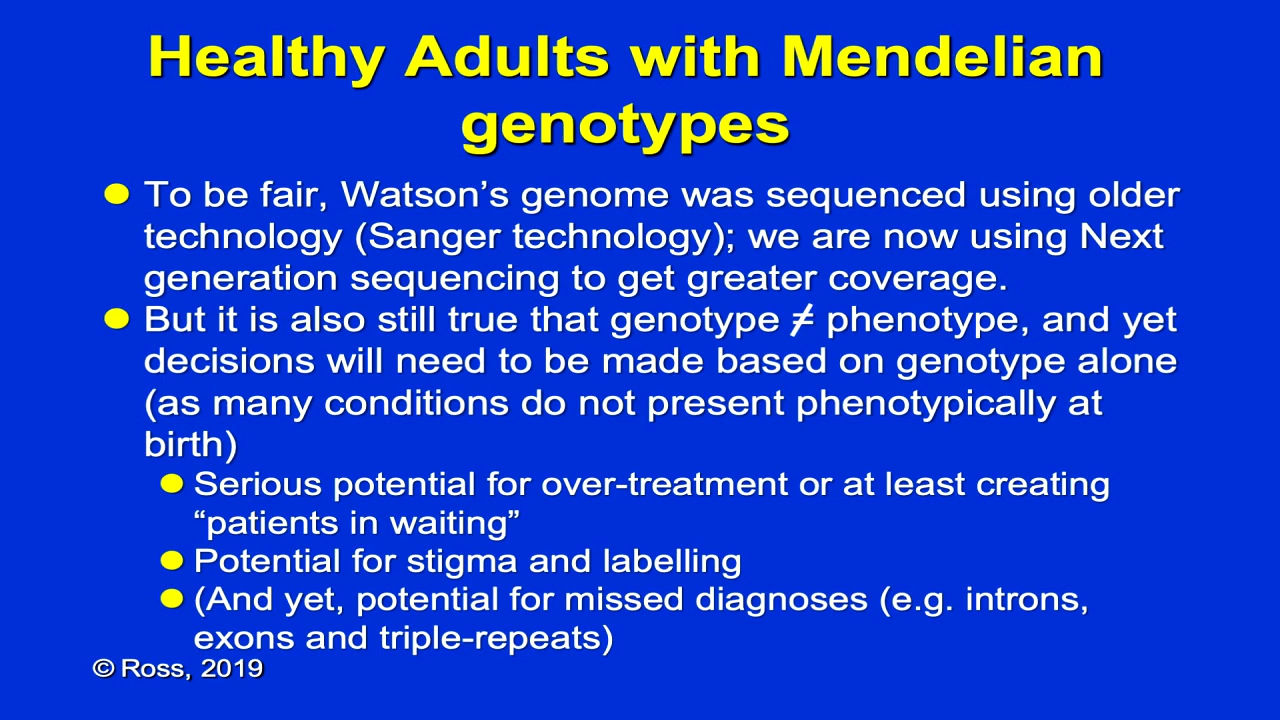 Healthy Adults with Mendelian
genotypes
To be fair, Watson’s genome was sequenced using older
technology (Sanger technology); we are now using Next
generation sequencing to get greater coverage.
But it is also still true that genotype ≠ phenotype, and yet
decisions will need to be made based on genotype alone
(as many conditions do not present phenotypically at
birth)
Serious potential for over-treatment or at least creating
“patients in waiting”
Potential for stigma and labelling
(And yet, potential for missed diagnoses (e.g. introns,
exons and triple-repeats)
© Ross, 2019